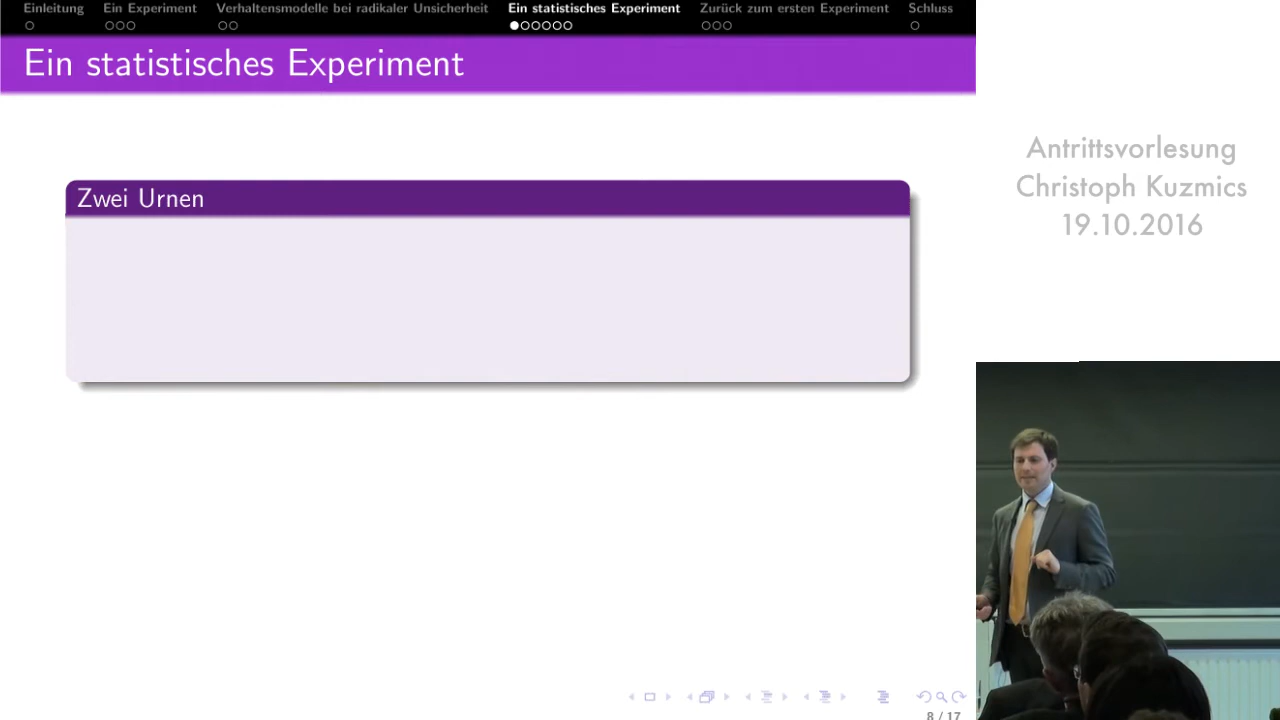 Einleitung Ein Experiment Verhaltensmodelle bei radikaler Unsicherheit Ein statistisches Experiment Zurück zum ersten Experiment Schluss
Ein statistisches Experiment
Zwei Urnen
Antrittsvorlesung
Christoph Kuzmics
19.10.2016
8 / 17